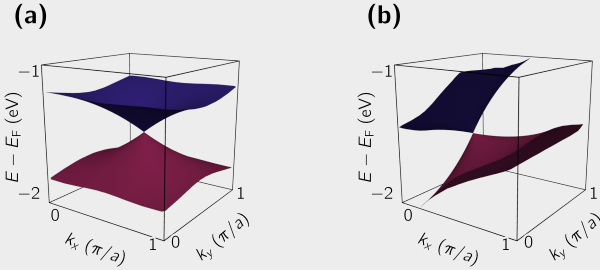 (a)
(b)
−1
−2
E − E_F (eV)
0
1
k_x (π/a)
0
1
k_y (π/a)
−1
−2
E − E_F (eV)
0
1
k_x (π/a)
0
1
k_y (π/a)